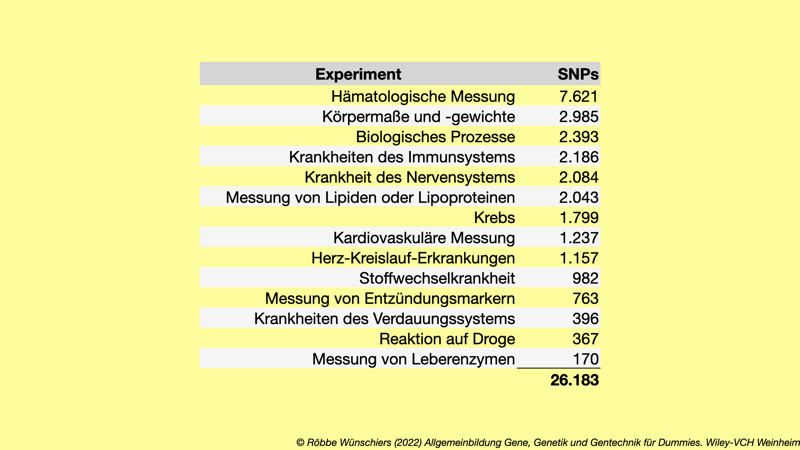 Experiment SNPs
Hämatologische Messung 7.621
Körpermaße und -gewichte 2.985
Biologisches Prozesse 2.393
Krankheiten des Immunsystems 2.186
Krankheit des Nervensystems 2.084
Messung von Lipiden oder Lipoproteinen 2.043
Krebs 1.799
Kardiovaskuläre Messung 1.237
Herz-Kreislauf-Erkrankungen 1.157
Stoffwechselkrankheit 982
Messung von Entzündungsmarkern 763
Krankheiten des Verdauungssystems 396
Reaktion auf Droge 367
Messung von Leberenzymen 170
26.183
© Röbbe Wünschiers (2022) Allgemeinbildung Gene, Genetik und Gentechnik für Dummies. Wiley-VCH Weinheim